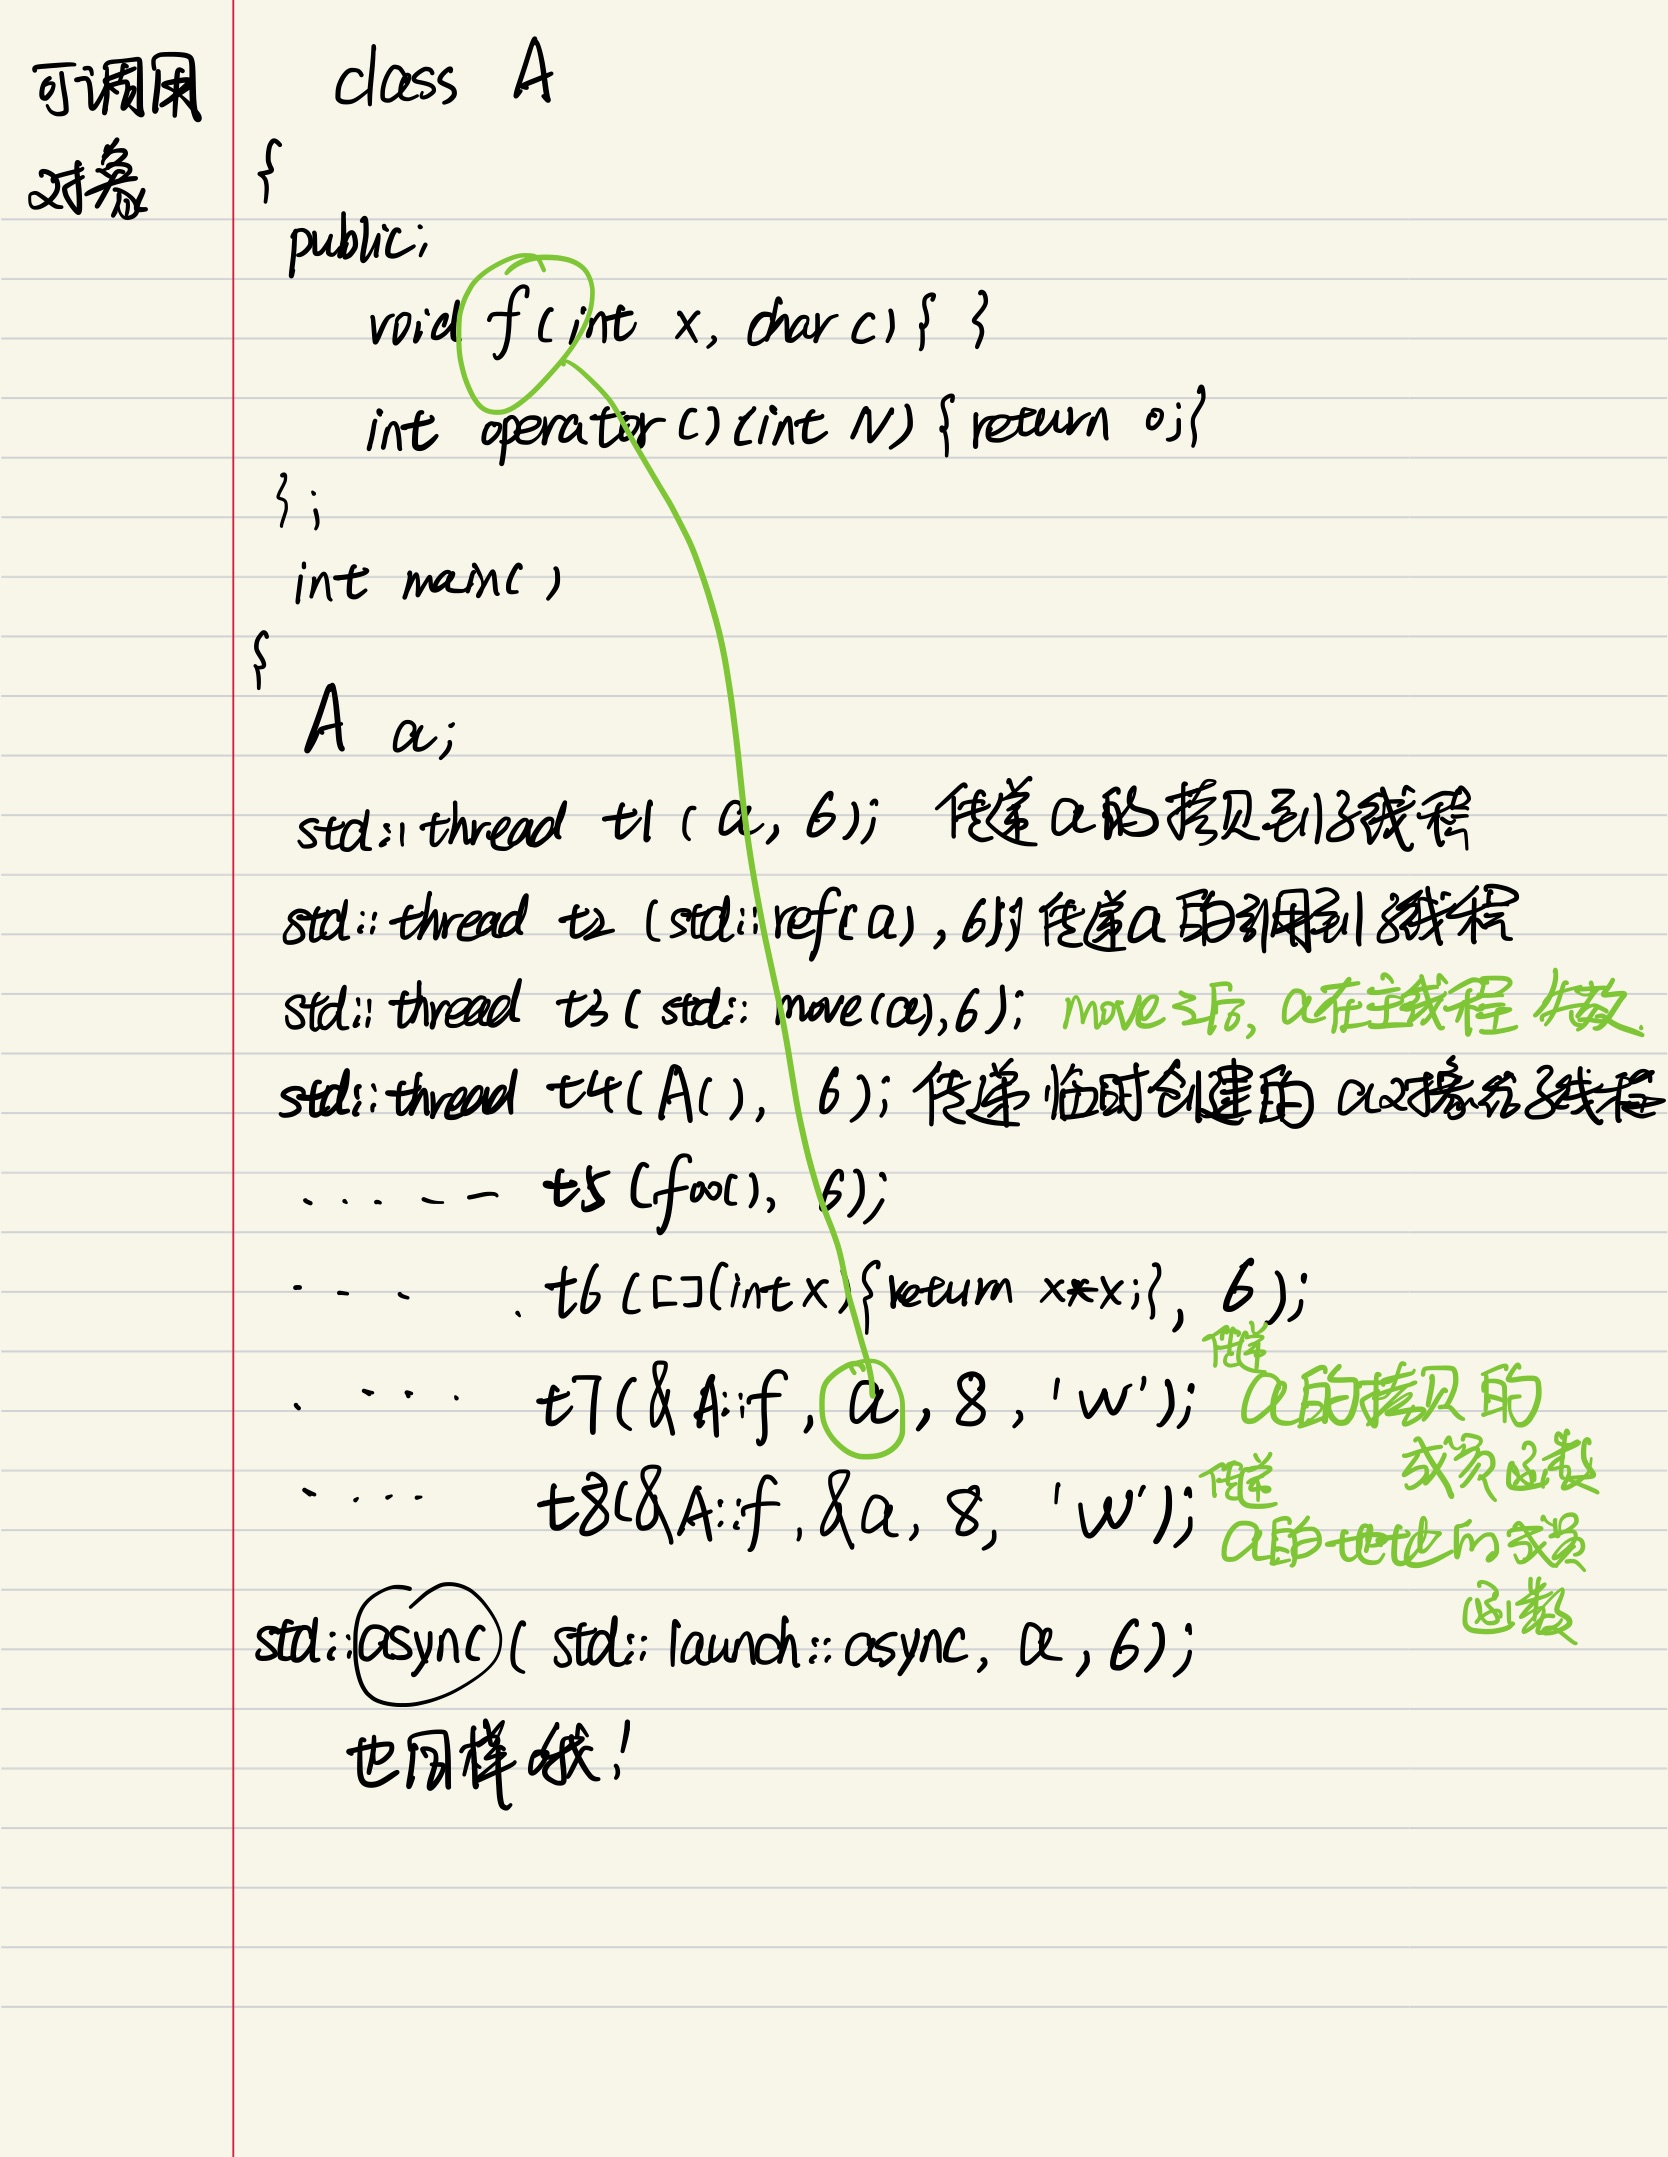 可调用
对象
class A
{
public:
void f(int x, char c) { }
int operator()(int N) { return 0; }
};
int main()
{
A a;
std::thread t1(a, 6); 传递a的拷贝到子线程
std::thread t2(std::ref(a), 6); 传递a的引用到子线程
std::thread t3(std::move(a), 6); move之后, a在主线程失效.
std::thread t4(A(), 6); 传递临时创建的a对象给子线程
..... t5(foo(), 6);
.... t6([](int x){return x*x;}, 6);
.... t7(&A::f, a, 8, 'w'); 传递
a的拷贝的
成员函数
.... t8(&A::f, &a, 8, 'w'); 传递
a的地址的成员
函数
std::async(std::launch::async, a, 6);
也同样哦!